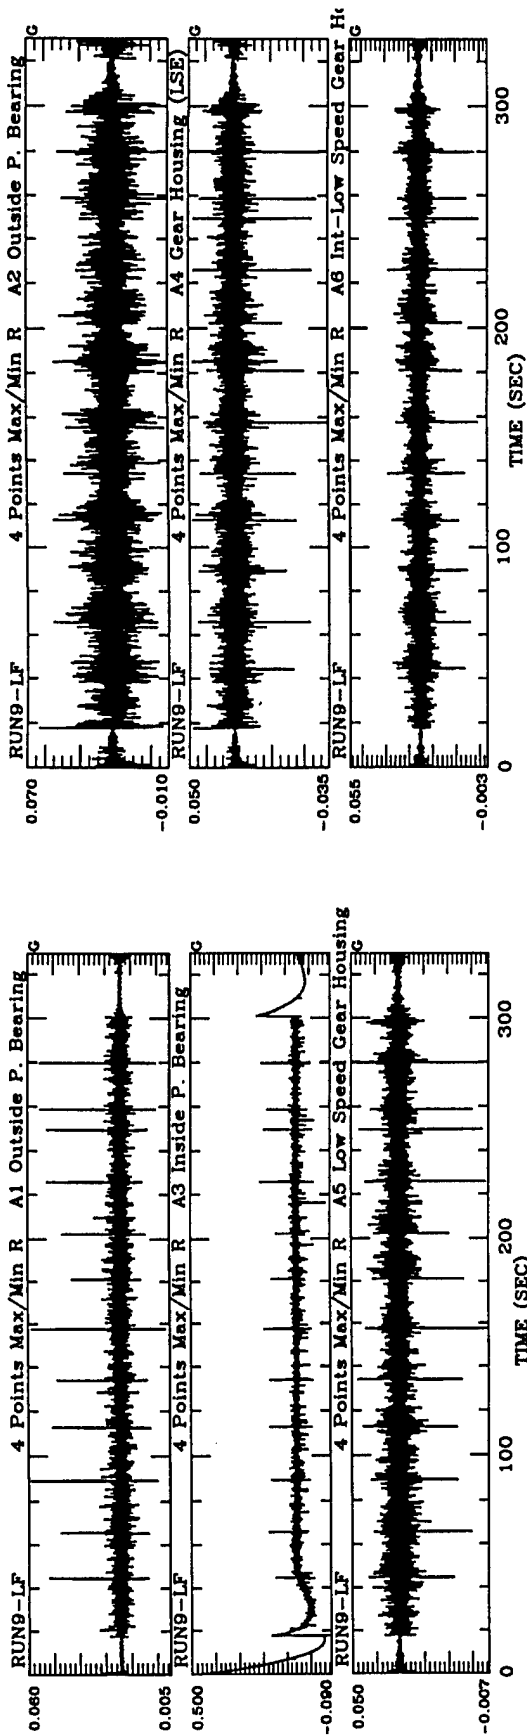 RUN9-LF 4 Points Max/Min R A1 Outside P. Bearing
0.060 G
0.005
RUN9-LF 4 Points Max/Min R A3 Inside P. Bearing
0.500 G
-0.090
RUN9-LF 4 Points Max/Min R A5 Low Speed Gear Housing
0.050 G
-0.007
0 100 200 300
TIME (SEC)
RUN9-LF 4 Points Max/Min R A2 Outside P. Bearing
0.070 G
-0.010
RUN9-LF 4 Points Max/Min R A4 Gear Housing (LSE)
0.050 G
-0.035
RUN9-LF 4 Points Max/Min R A6 Int-Low Speed Gear Ho
0.055 G
-0.003
0 100 200 300
TIME (SEC)